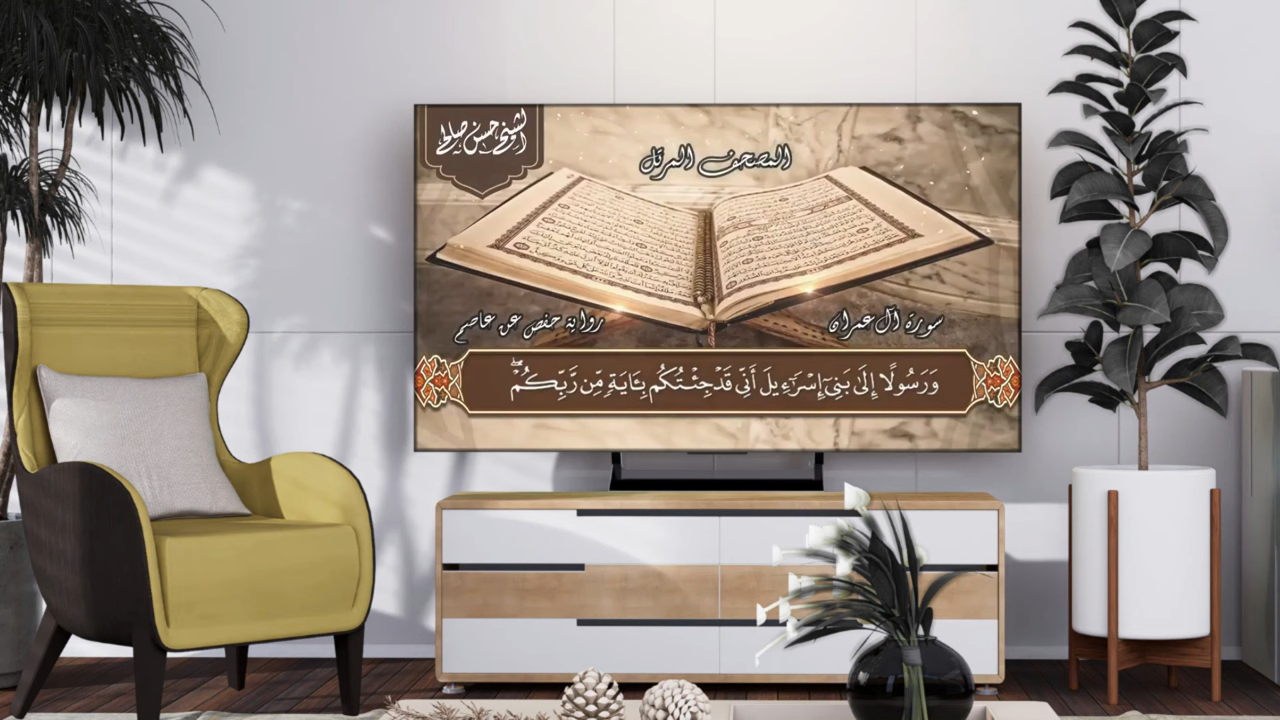 الشيخ حسن صالح
المصحف المرتل
سورة آل عمران
رواية حفص عن عاصم
وَرَسُولًا إِلَىٰ بَنِىٓ إِسْرَٰٓءِيلَ أَنِّى قَدْ جِئْتُكُم بِـَٔايَةٍ مِّن رَّبِّكُمْ ۖ